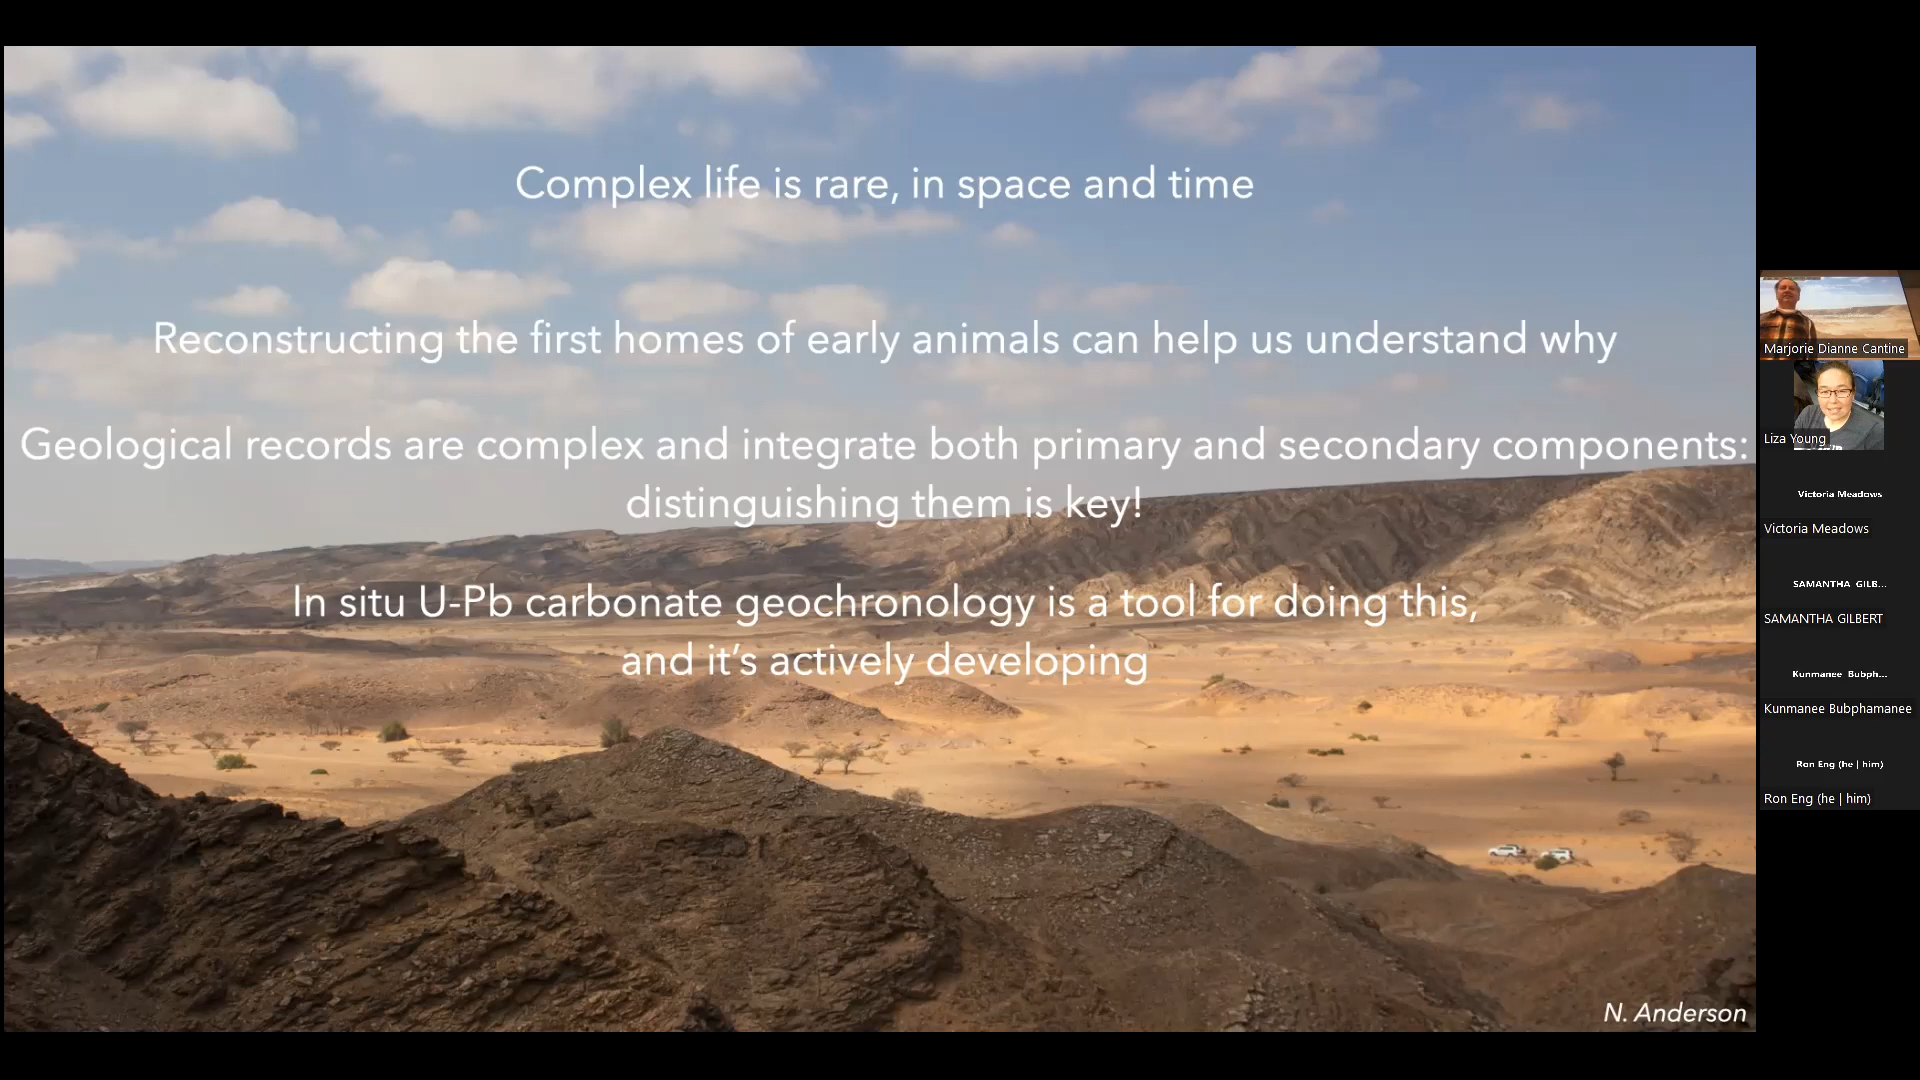 Complex life is rare, in space and time
Reconstructing the first homes of early animals can help us understand why
Geological records are complex and integrate both primary and secondary components:
distinguishing them is key!
In situ U-Pb carbonate geochronology is a tool for doing this,
and it's actively developing
N. Anderson
Marjorie Dianne Cantine
Liza Young
Victoria Meadows
Victoria Meadows
SAMANTHA GILB...
SAMANTHA GILBERT
Kunmanee Bubph...
Kunmanee Bubphamanee
Ron Eng (he | him)
Ron Eng (he | him)